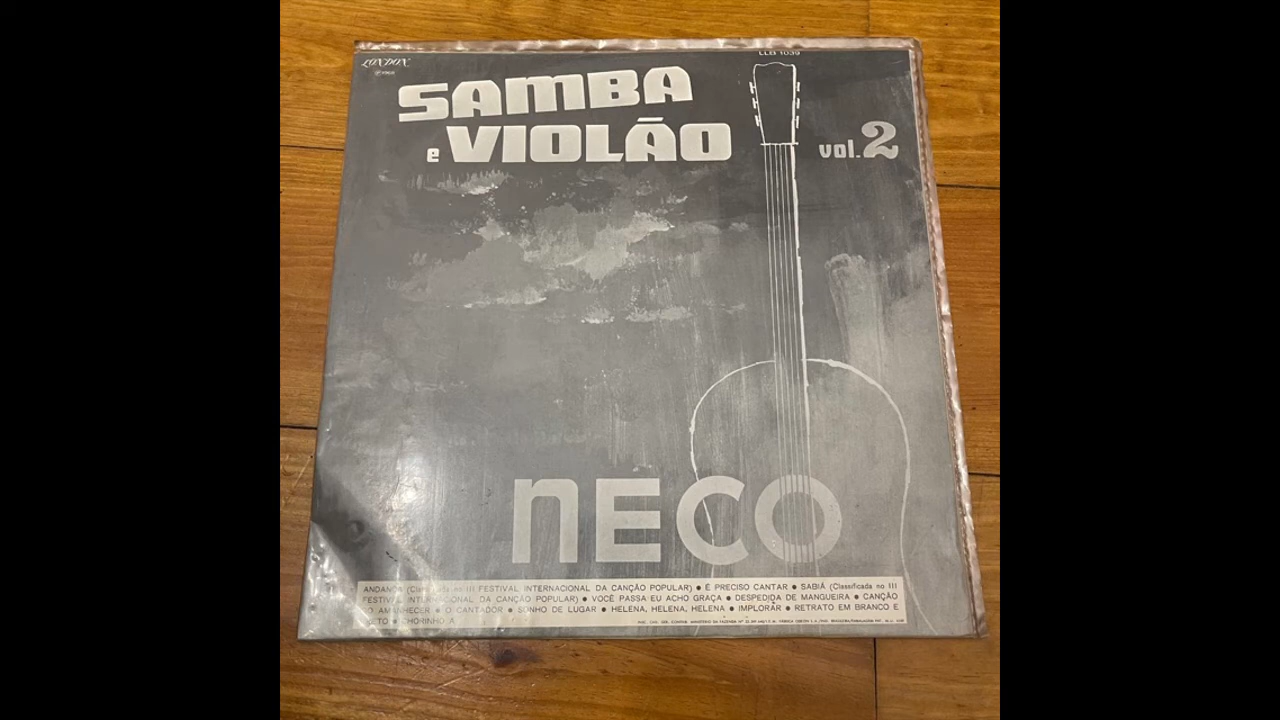 LONDON
LLB 1039
SAMBA
e VIOLÃO
vol. 2
NECO
ANDANÇA (Classificada no III FESTIVAL INTERNACIONAL DA CANÇÃO POPULAR) ● É PRECISO CANTAR ● SABIÁ (Classificada no III
FESTIVAL INTERNACIONAL DA CANÇÃO POPULAR) ● VOCÊ PASSA EU ACHO GRAÇA ● DESPEDIDA DE MANGUEIRA ● CANÇÃO
DO AMANHECER ● O CANTADOR ● SONHO DE LUGAR ● HELENA, HELENA, HELENA ● IMPLORAR ● RETRATO EM BRANCO E
PRETO ● CHORINHO A